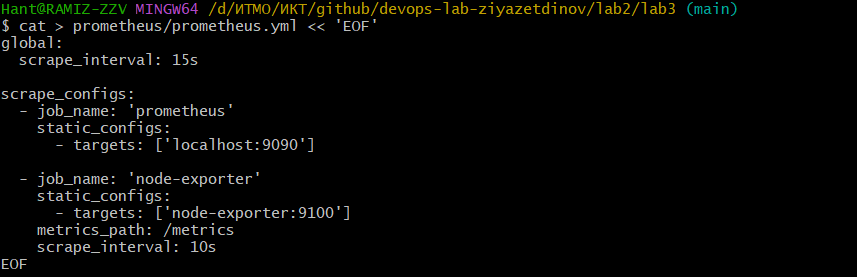 Hant@RAMIZ-ZZV MINGW64 /d/ИТМО/ИКТ/github/devops-lab-ziyazetdinov/lab2/lab3 (main)
$ cat > prometheus/prometheus.yml << 'EOF'
global:
  scrape_interval: 15s

scrape_configs:
  - job_name: 'prometheus'
    static_configs:
      - targets: ['localhost:9090']

  - job_name: 'node-exporter'
    static_configs:
      - targets: ['node-exporter:9100']
    metrics_path: /metrics
    scrape_interval: 10s
EOF